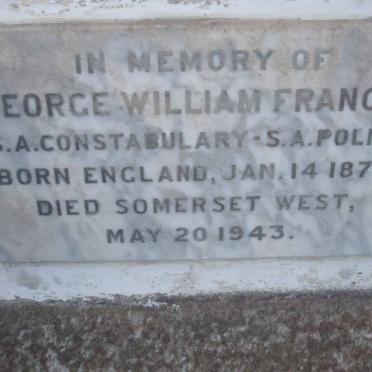 IN MEMORY OF
EORGE WILLIAM FRANC
S.A.CONSTABULARY-S.A.POLI
BORN ENGLAND, JAN. 14 187
DIED SOMERSET WEST,
MAY 20 1943.